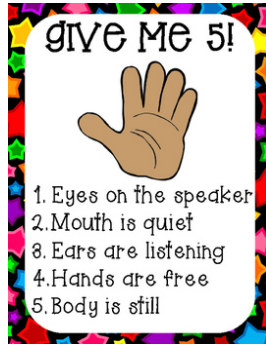 GIVE ME 5!
1. Eyes on the speaker
2. Mouth is quiet
3. Ears are listening
4. Hands are free
5. Body is still